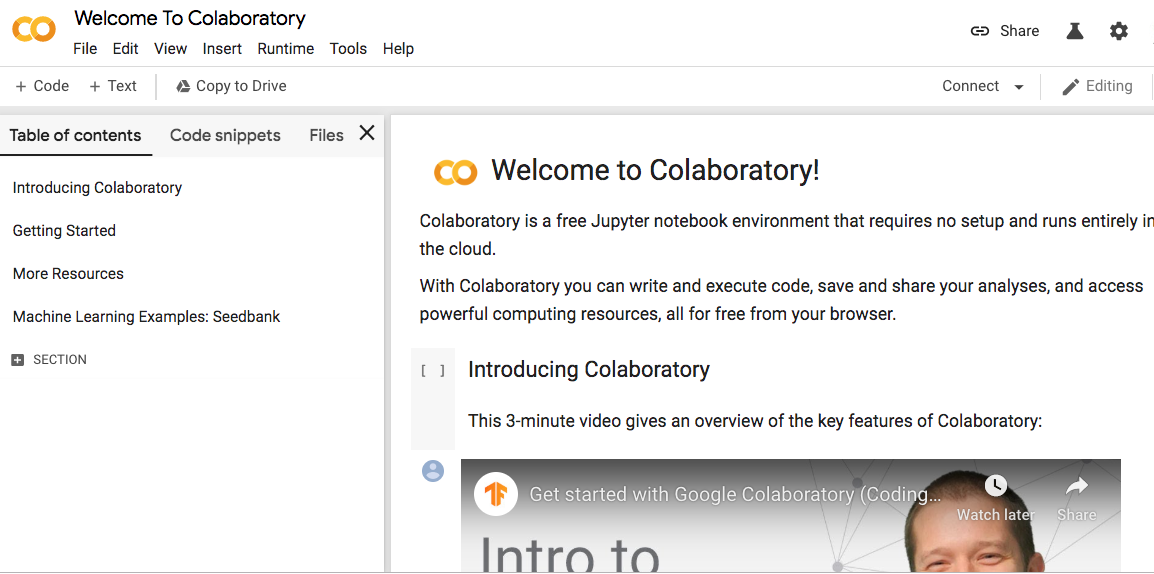 Welcome To Colaboratory
File Edit View Insert Runtime Tools Help
Share
+ Code + Text Copy to Drive
Connect Editing
Table of contents Code snippets Files
Introducing Colaboratory
Getting Started
More Resources
Machine Learning Examples: Seedbank
SECTION
Welcome to Colaboratory!
Colaboratory is a free Jupyter notebook environment that requires no setup and runs entirely in
the cloud.
With Colaboratory you can write and execute code, save and share your analyses, and access
powerful computing resources, all for free from your browser.
[ ] Introducing Colaboratory
This 3-minute video gives an overview of the key features of Colaboratory:
Get started with Google Colaboratory (Coding...
Watch later Share
Intro to